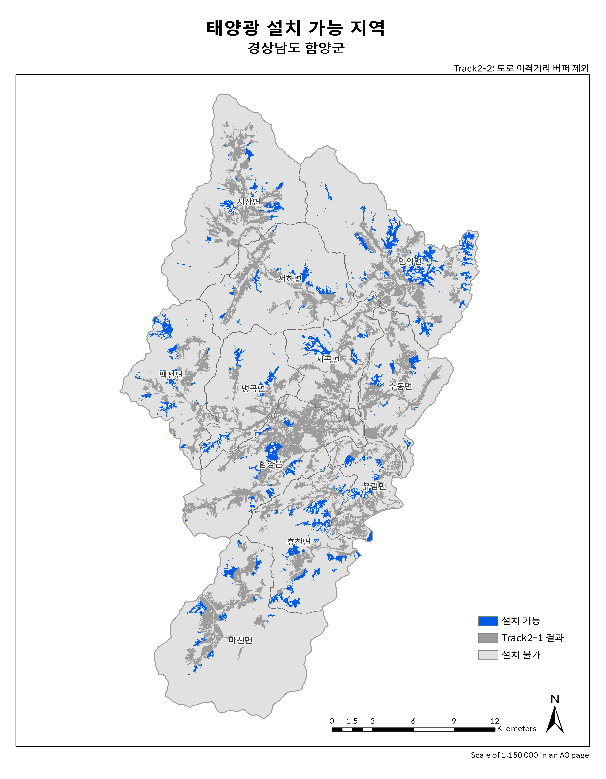 태양광 설치 가능 지역
경상남도 함양군
Track2-2: 도로 이격거리 버퍼 제외
서상면
안의면
서하면
지곡면
백전면
병곡면
수동면
함양읍
유림면
휴천면
마천면
설치 가능
Track2-1 결과
설치 불가
N
0 1.5 3 6 9 12
Kilometers
Scale of 1:150,000 in an A3 page